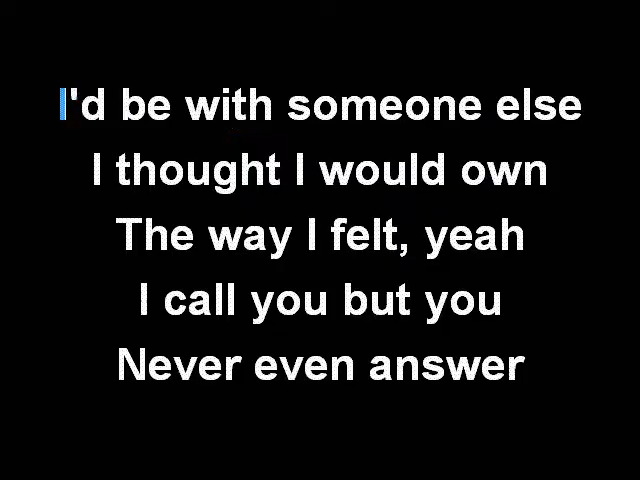 I'd be with someone else
I thought I would own
The way I felt, yeah
I call you but you
Never even answer